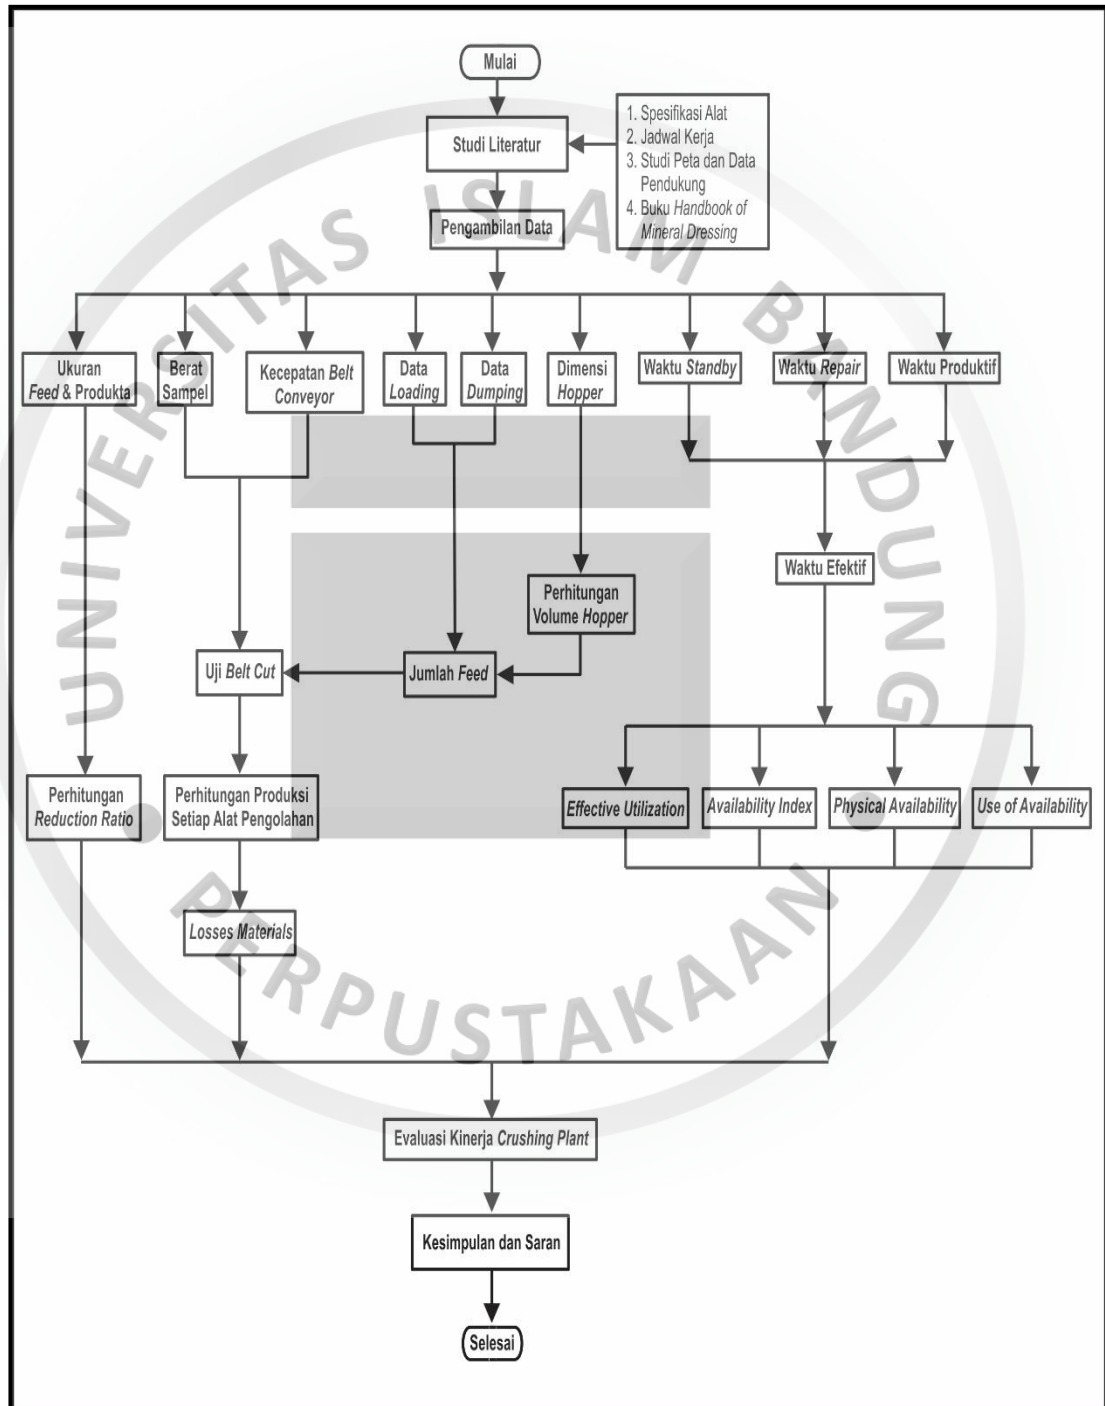 Mulai
Studi Literatur
1. Spesifikasi Alat
2. Jadwal Kerja
3. Studi Peta dan Data
Pendukung
4. Buku Handbook of
Mineral Dressing
Pengambilan Data
Ukuran
Feed & Produkta
Berat
Sampel
Kecepatan Belt
Conveyor
Data
Loading
Data
Dumping
Dimensi
Hopper
Waktu Standby
Waktu Repair
Waktu Produktif
Waktu Efektif
Perhitungan
Volume Hopper
Uji Belt Cut
Jumlah Feed
Perhitungan
Reduction Ratio
Perhitungan Produksi
Setiap Alat Pengolahan
Effective Utilization
Availability Index
Physical Availability
Use of Availability
Losses Materials
Evaluasi Kinerja Crushing Plant
Kesimpulan dan Saran
Selesai
UNIVERSITAS ISLAM BANDUNG
PERPUSTAKAAN